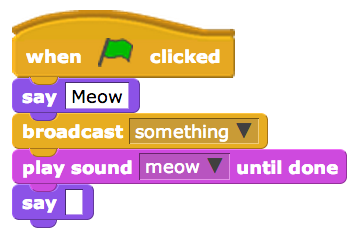 when clicked
say Meow
broadcast something
play sound meow until done
say